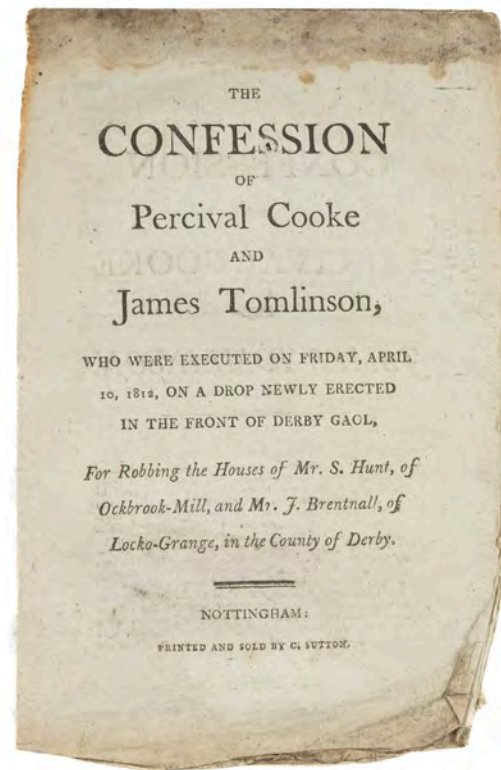 THE
CONFESSION
OF
Percival Cooke
AND
James Tomlinson,
WHO WERE EXECUTED ON FRIDAY, APRIL
10, 1812, ON A DROP NEWLY ERECTED
IN THE FRONT OF DERBY GAOL,
For Robbing the Houses of Mr. S. Hunt, of
Ockbrook-Mill, and Mr. J. Brentnall, of
Locko-Grange, in the County of Derby.
NOTTINGHAM:
PRINTED AND SOLD BY C. SUTTON.